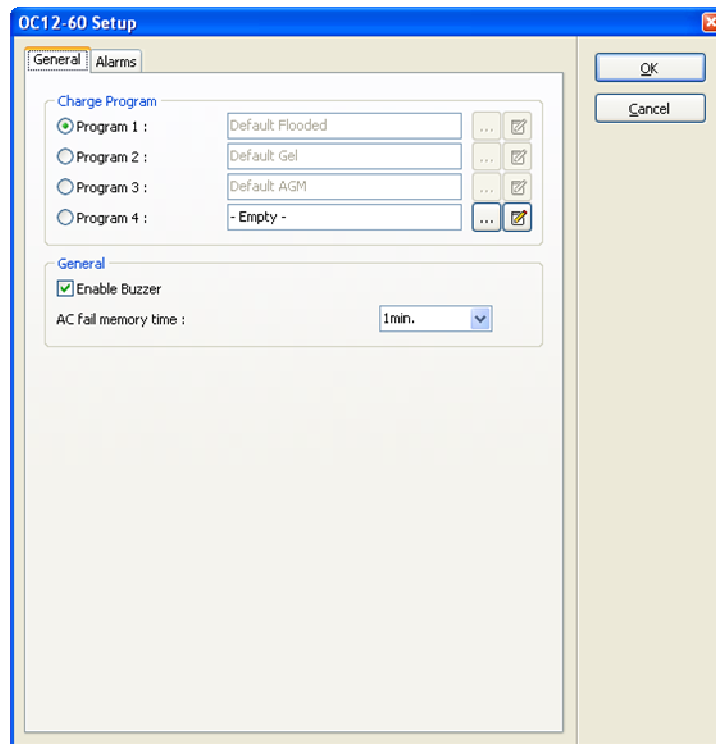 OC12-60 Setup
General Alarms
OK
Cancel
Charge Program
Program 1 : Default Flooded ...
Program 2 : Default Gel ...
Program 3 : Default AGM ...
Program 4 : - Empty - ...
General
Enable Buzzer
AC fail memory time : 1min.